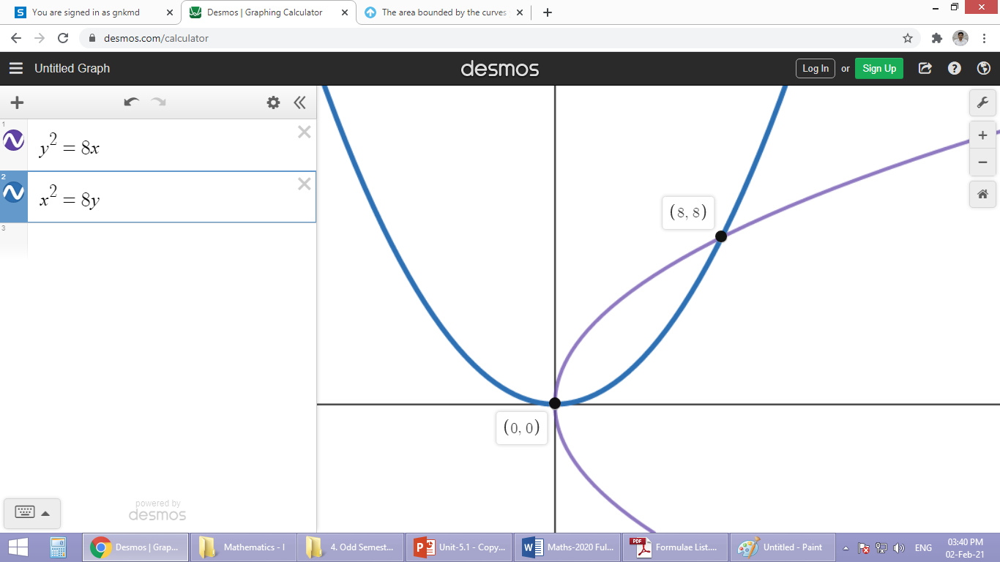 You are signed in as gnkmd
Desmos | Graphing Calculator
The area bounded by the curves
desmos.com/calculator
Untitled Graph
desmos
Log In
or
Sign Up
1
y² = 8x
2
x² = 8y
3
(8, 8)
(0, 0)
powered by
desmos
Desmos | Grap...
Mathematics - I
4. Odd Semest...
Unit-5.1 - Copy...
Maths-2020 Ful...
PDF
Formulae List....
Untitled - Paint
ENG
03:40 PM
02-Feb-21